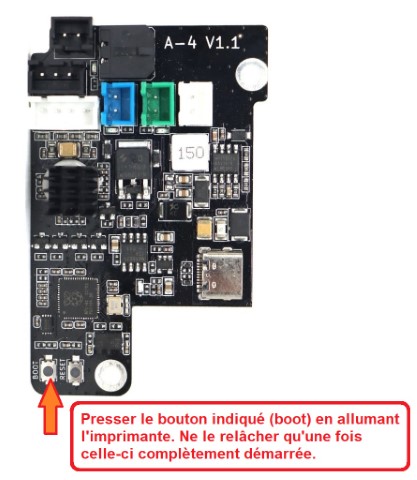 A-4 V1.1
150
BOOT
RESET
Presser le bouton indiqué (boot) en allumant
l'imprimante. Ne le relâcher qu'une fois
celle-ci complètement démarrée.